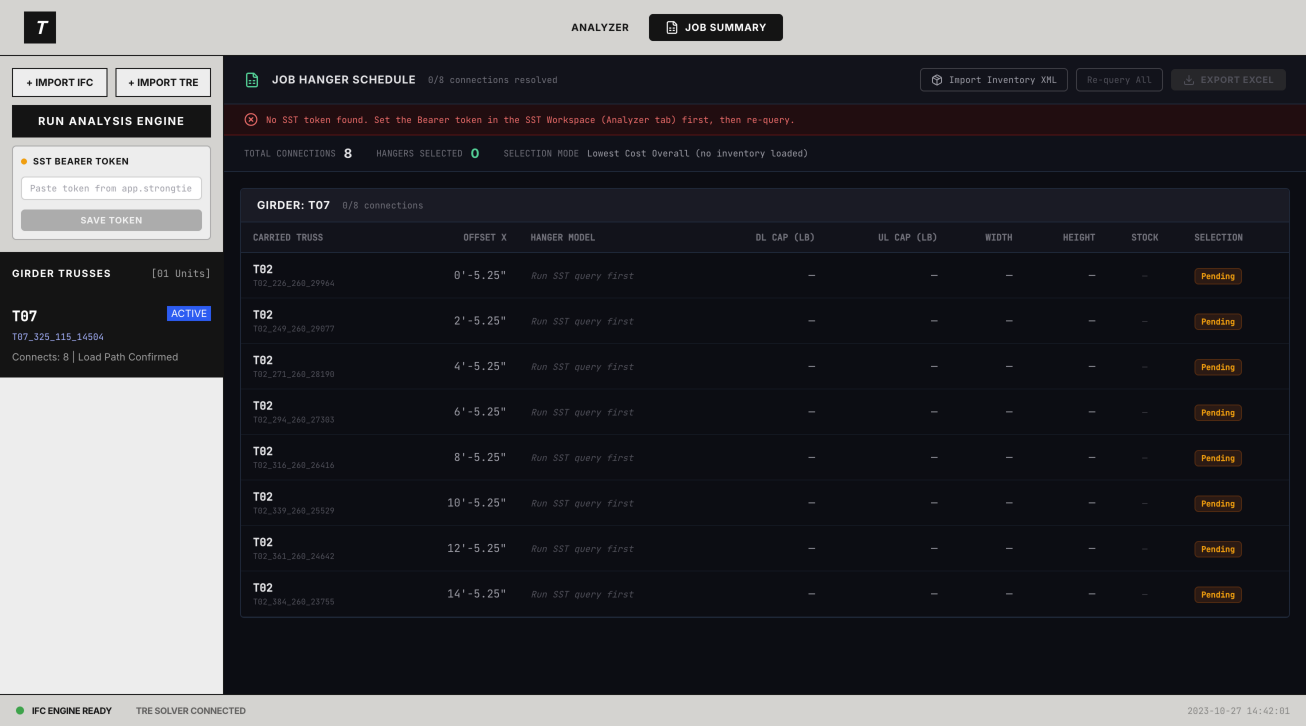 T
ANALYZER
JOB SUMMARY
+ IMPORT IFC
+ IMPORT TRE
RUN ANALYSIS ENGINE
SST BEARER TOKEN
Paste token from app.strongtie
SAVE TOKEN
GIRDER TRUSSES [01 Units]
T07 ACTIVE
T07_325_115_14504
Connects: 8 | Load Path Confirmed
JOB HANGER SCHEDULE 0/8 connections resolved
Import Inventory XML
Re-query All
EXPORT EXCEL
No SST token found. Set the Bearer token in the SST Workspace (Analyzer tab) first, then re-query.
TOTAL CONNECTIONS 8 HANGERS SELECTED 0 SELECTION MODE Lowest Cost Overall (no inventory loaded)
GIRDER: T07 0/8 connections
CARRIED TRUSS OFFSET X HANGER MODEL DL CAP (LB) UL CAP (LB) WIDTH HEIGHT STOCK SELECTION
T02
T02_226_260_29964
0'-5.25" Run SST query first — — — — — Pending
T02
T02_249_260_29077
2'-5.25" Run SST query first — — — — — Pending
T02
T02_271_260_28190
4'-5.25" Run SST query first — — — — — Pending
T02
T02_294_260_27303
6'-5.25" Run SST query first — — — — — Pending
T02
T02_316_260_26416
8'-5.25" Run SST query first — — — — — Pending
T02
T02_339_260_25529
10'-5.25" Run SST query first — — — — — Pending
T02
T02_361_260_24642
12'-5.25" Run SST query first — — — — — Pending
T02
T02_384_260_23755
14'-5.25" Run SST query first — — — — — Pending
IFC ENGINE READY TRE SOLVER CONNECTED 2023-10-27 14:42:01